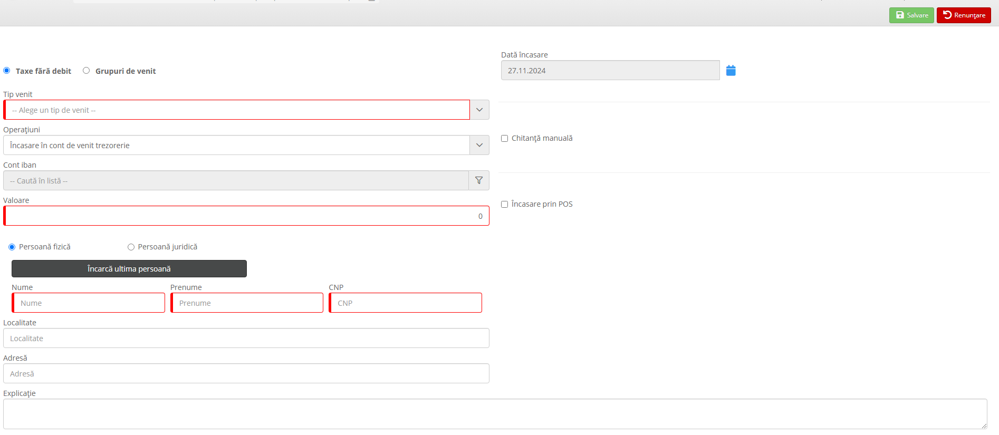 Salvare
Renunțare
Taxe fără debit
Grupuri de venit
Dată încasare
27.11.2024
Tip venit
-- Alege un tip de venit --
Operațiuni
Încasare în cont de venit trezorerie
Chitanță manuală
Cont iban
-- Caută în listă --
Valoare
0
Încasare prin POS
Persoană fizică
Persoană juridică
Încarcă ultima persoană
Nume
Prenume
CNP
Nume
Prenume
CNP
Localitate
Localitate
Adresă
Adresă
Explicație